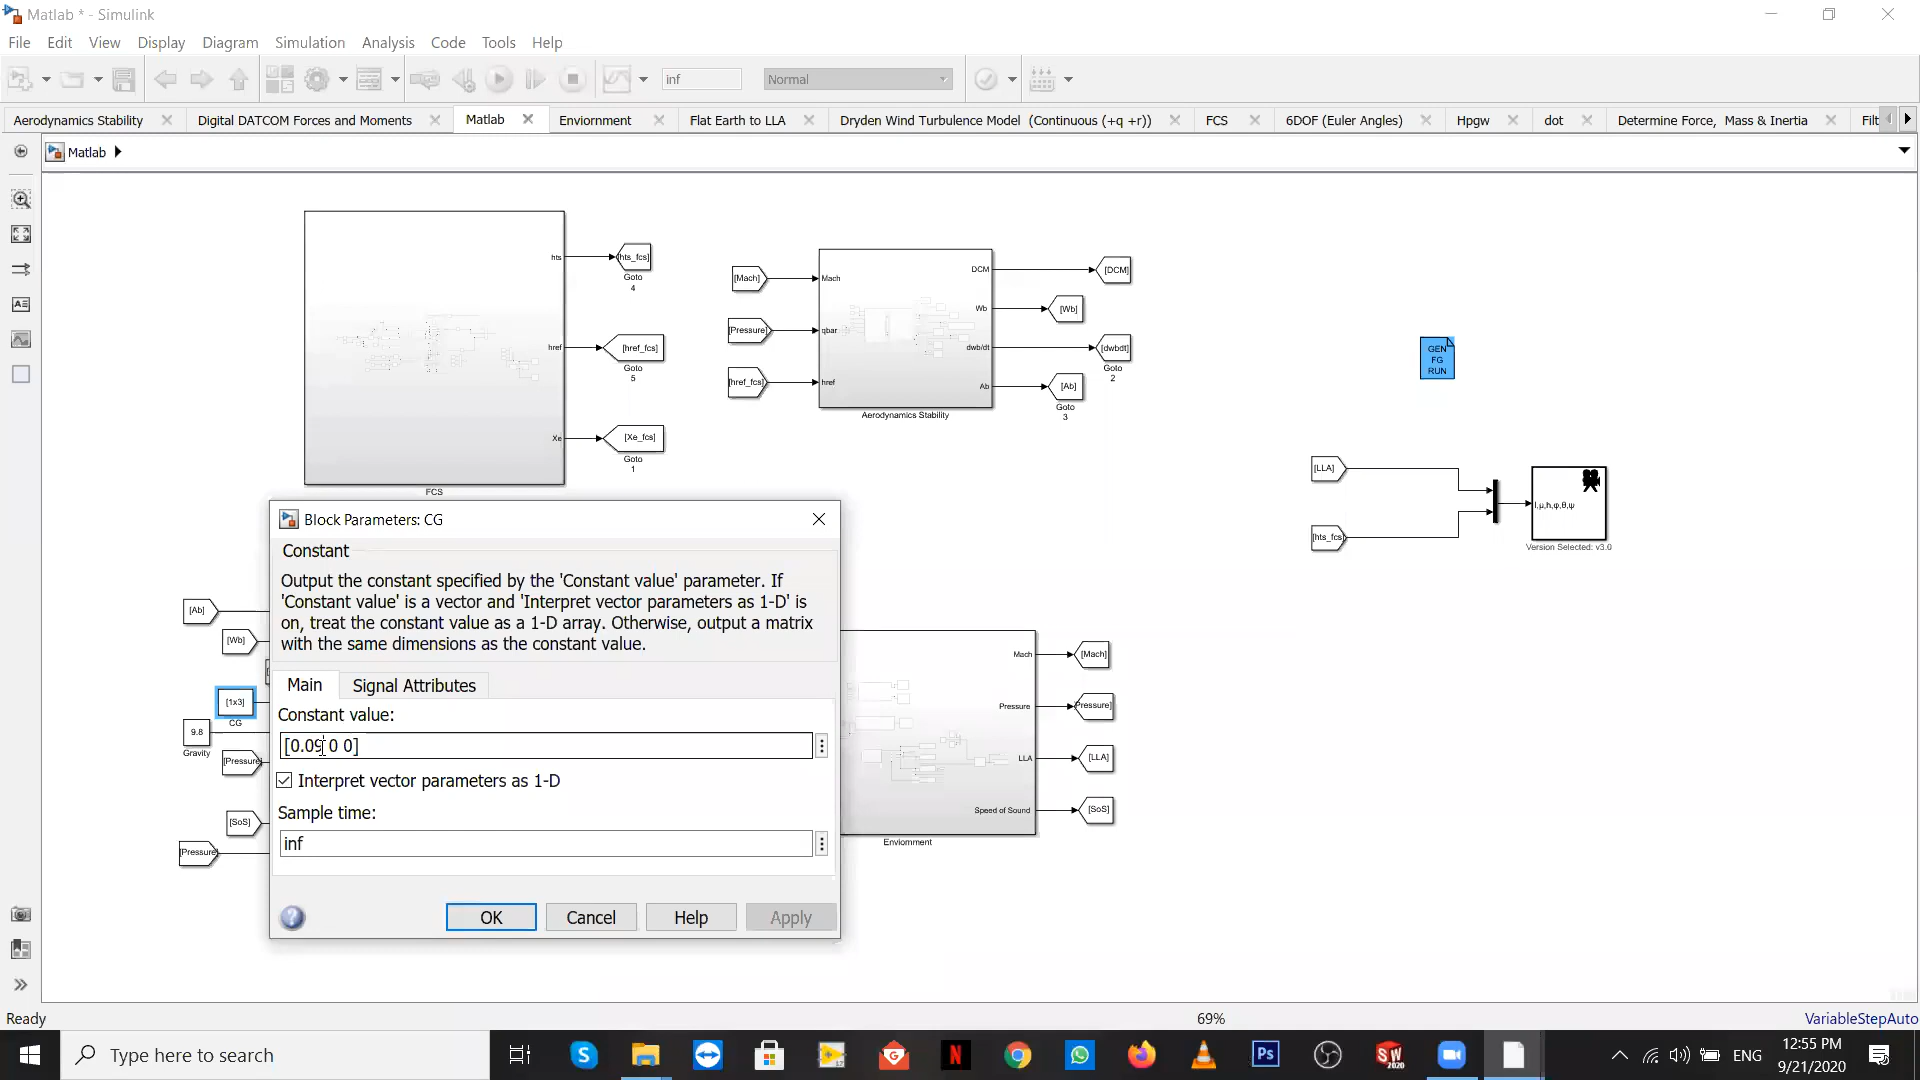 Matlab * - Simulink
File Edit View Display Diagram Simulation Analysis Code Tools Help
inf Normal
Aerodynamics Stability Digital DATCOM Forces and Moments Matlab Enviornment Flat Earth to LLA Dryden Wind Turbulence Model (Continuous (+q +r)) FCS 6DOF (Euler Angles) Hpgw dot Determine Force, Mass & Inertia Filt
Matlab
hts
[hts_fcs]
Goto
4
href
[href_fcs]
Goto
5
Xe
[Xe_fcs]
Goto
1
FCS
[Mach]
Mach
[Pressure]
qbar
[href_fcs]
href
DCM
[DCM]
Wb
[Wb]
dwb/dt
[dwbdt]
Goto
2
Ab
[Ab]
Goto
3
Aerodynamics Stability
GEN
FG
RUN
[LLA]
[hts_fcs]
l,μ,h,φ,θ,ψ
Version Selected: v3.0
[Ab]
[Wb]
[1x3]
CG
9.8
Gravity
[Pressure]
[SoS]
[Pressure]
Block Parameters: CG
Constant
Output the constant specified by the 'Constant value' parameter. If
'Constant value' is a vector and 'Interpret vector parameters as 1-D' is
on, treat the constant value as a 1-D array. Otherwise, output a matrix
with the same dimensions as the constant value.
Main Signal Attributes
Constant value:
[0.09 0 0]
Interpret vector parameters as 1-D
Sample time:
inf
OK Cancel Help Apply
Mach
[Mach]
Pressure
[Pressure]
LLA
[LLA]
Speed of Sound
[SoS]
Enviornment
Ready 69% VariableStepAuto
Type here to search
ENG
12:55 PM
9/21/2020